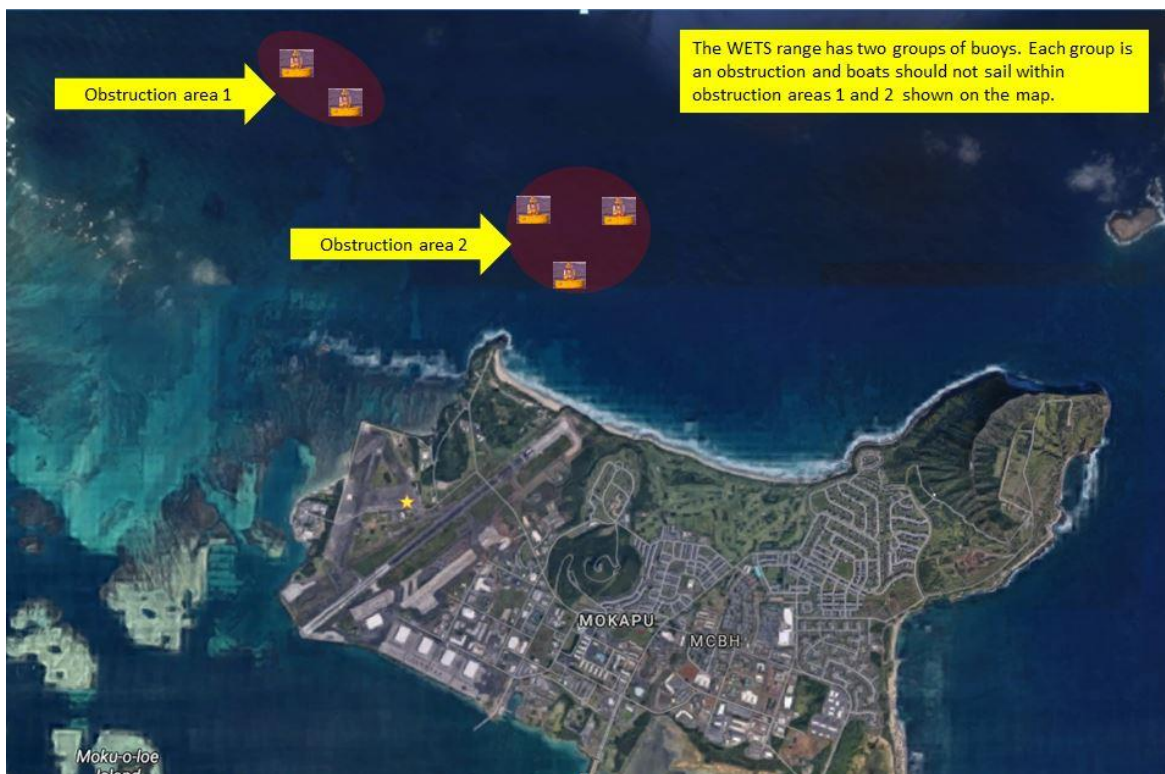 The WETS range has two groups of buoys. Each group is
an obstruction and boats should not sail within
obstruction areas 1 and 2 shown on the map.
Obstruction area 1
Obstruction area 2
MOKAPU
MCBH
Moku-o-loe
Island